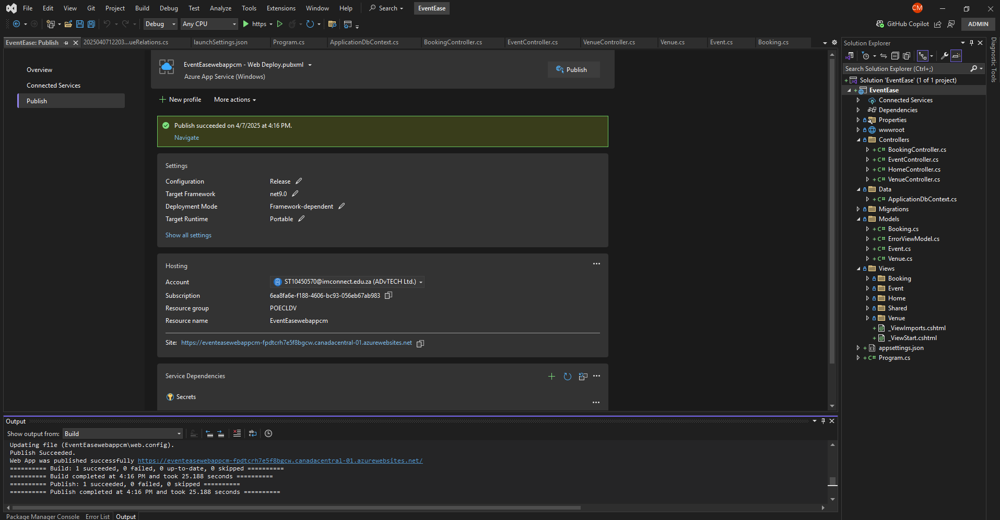 File Edit View Git Project Build Debug Test Analyze Tools Extensions Window Help Search EventEase CM
Debug Any CPU https GitHub Copilot ADMIN
EventEase: Publish 2025040712203...ueRelations.cs launchSettings.json Program.cs ApplicationDbContext.cs BookingController.cs EventController.cs VenueController.cs Venue.cs Event.cs Booking.cs
Overview
Connected Services
Publish
EventEasewebappcm - Web Deploy.pubxml
Azure App Service (Windows)
Publish
New profile More actions
Publish succeeded on 4/7/2025 at 4:16 PM.
Navigate
Settings
Configuration Release
Target Framework net9.0
Deployment Mode Framework-dependent
Target Runtime Portable
Show all settings
Hosting
Account ST10450570@imconnect.edu.za (ADvTECH Ltd.)
Subscription 6ea8fa6e-f188-4606-bc93-056eb67ab983
Resource group POECLDV
Resource name EventEasewebappcm
Site: https://eventeasewebappcm-fpdtcrh7e5f8bgcw.canadacentral-01.azurewebsites.net
Service Dependencies
Secrets
Output
Show output from: Build
Updating file (EventEasewebappcm\web.config).
Publish Succeeded.
Web App was published successfully https://eventeasewebappcm-fpdtcrh7e5f8bgcw.canadacentral-01.azurewebsites.net/
========== Build: 1 succeeded, 0 failed, 0 up-to-date, 0 skipped ==========
========== Build completed at 4:16 PM and took 25.188 seconds ==========
========== Publish: 1 succeeded, 0 failed, 0 skipped ==========
========== Publish completed at 4:16 PM and took 25.188 seconds ==========
Package Manager Console Error List Output
Solution Explorer
Search Solution Explorer (Ctrl+;)
Solution 'EventEase' (1 of 1 project)
EventEase
Connected Services
Dependencies
Properties
wwwroot
Controllers
C# BookingController.cs
C# EventController.cs
C# HomeController.cs
C# VenueController.cs
Data
C# ApplicationDbContext.cs
Migrations
Models
C# Booking.cs
C# ErrorViewModel.cs
C# Event.cs
C# Venue.cs
Views
Booking
Event
Home
Shared
Venue
_ViewImports.cshtml
_ViewStart.cshtml
appsettings.json
C# Program.cs
Diagnostic Tools